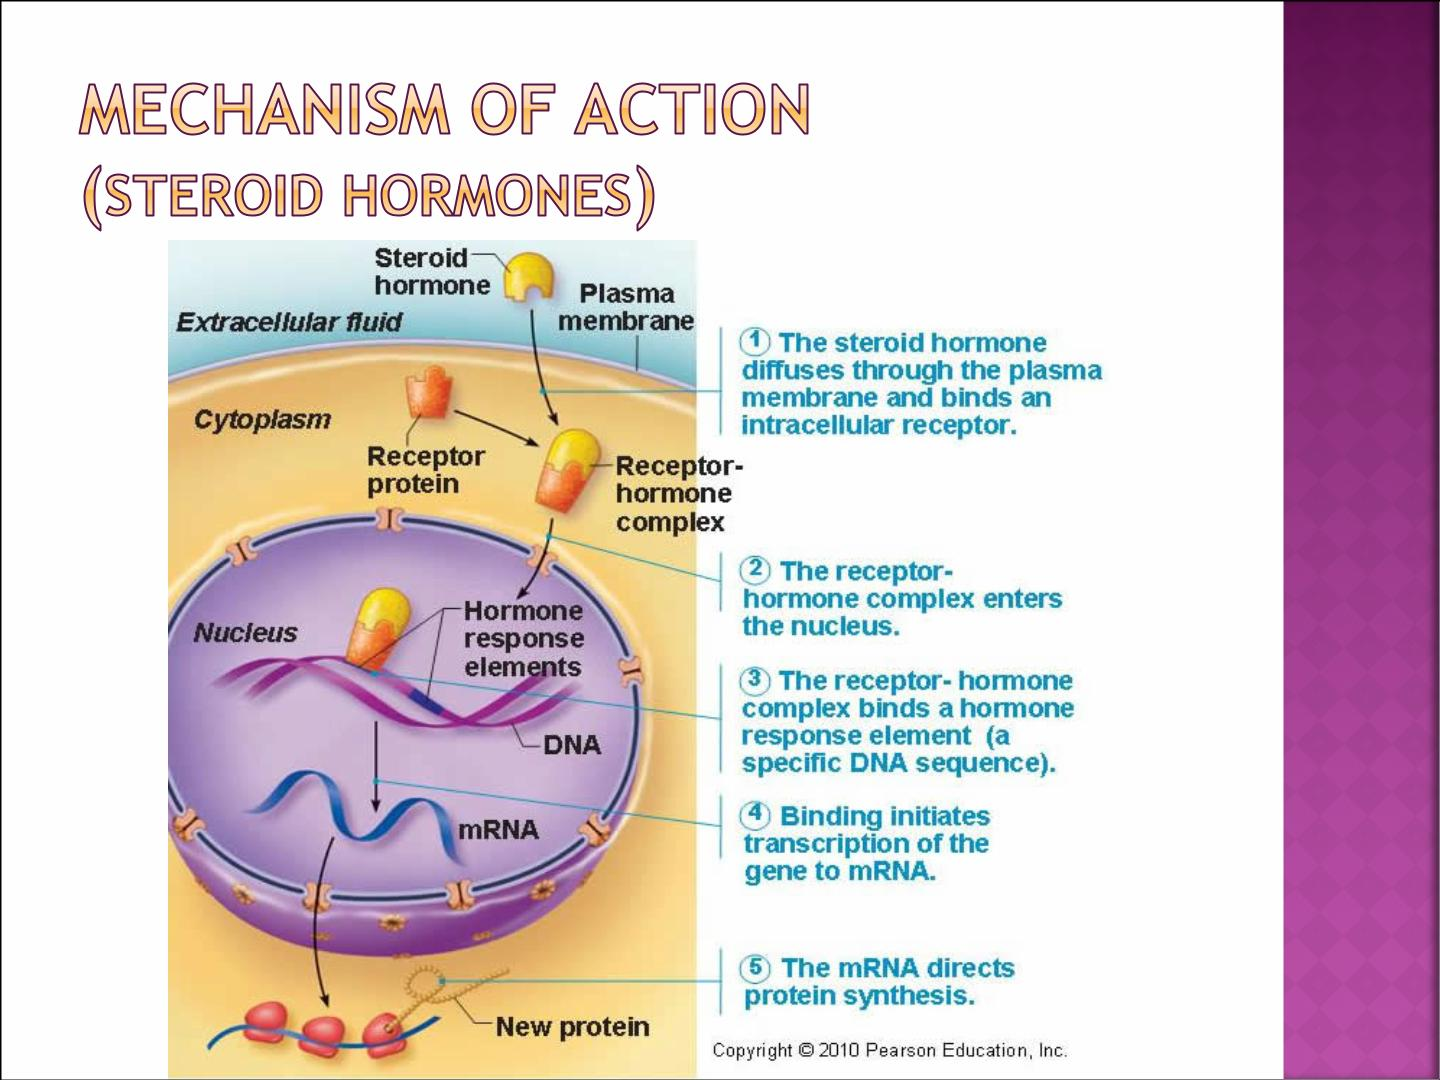 MECHANISM OF ACTION
(STEROID HORMONES)
Steroid
hormone
Plasma
membrane
Extracellular fluid
Cytoplasm
Receptor
protein
Receptor-
hormone
complex
Nucleus
Hormone
response
elements
DNA
mRNA
New protein
1 The steroid hormone
diffuses through the plasma
membrane and binds an
intracellular receptor.
2 The receptor-
hormone complex enters
the nucleus.
3 The receptor- hormone
complex binds a hormone
response element (a
specific DNA sequence).
4 Binding initiates
transcription of the
gene to mRNA.
5 The mRNA directs
protein synthesis.
Copyright © 2010 Pearson Education, Inc.